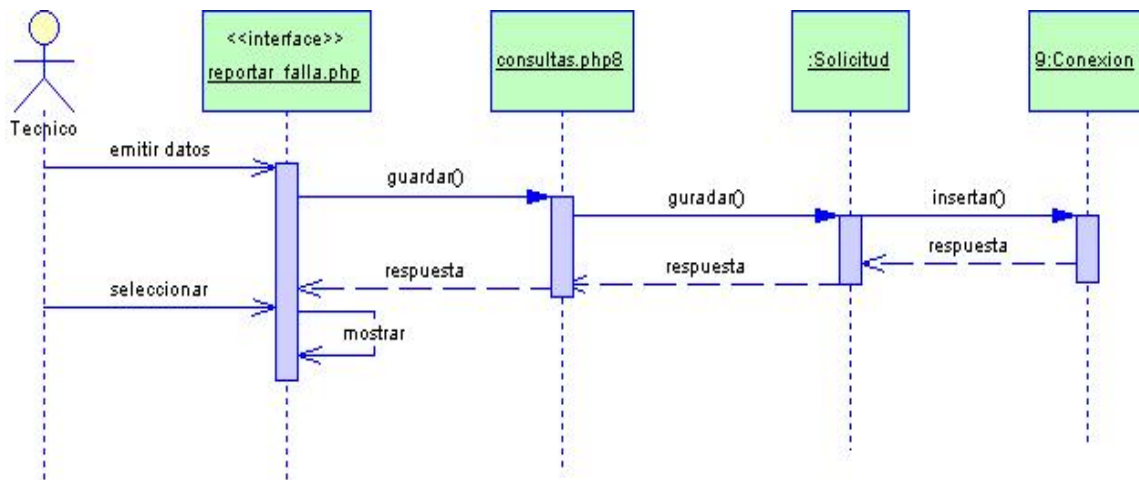 <<interface>>
reportar_falla.php
consultas.php8
:Solicitud
9:Conexion
Tecnico
emitir datos
guardar()
guradar()
insertar()
respuesta
respuesta
respuesta
seleccionar
mostrar